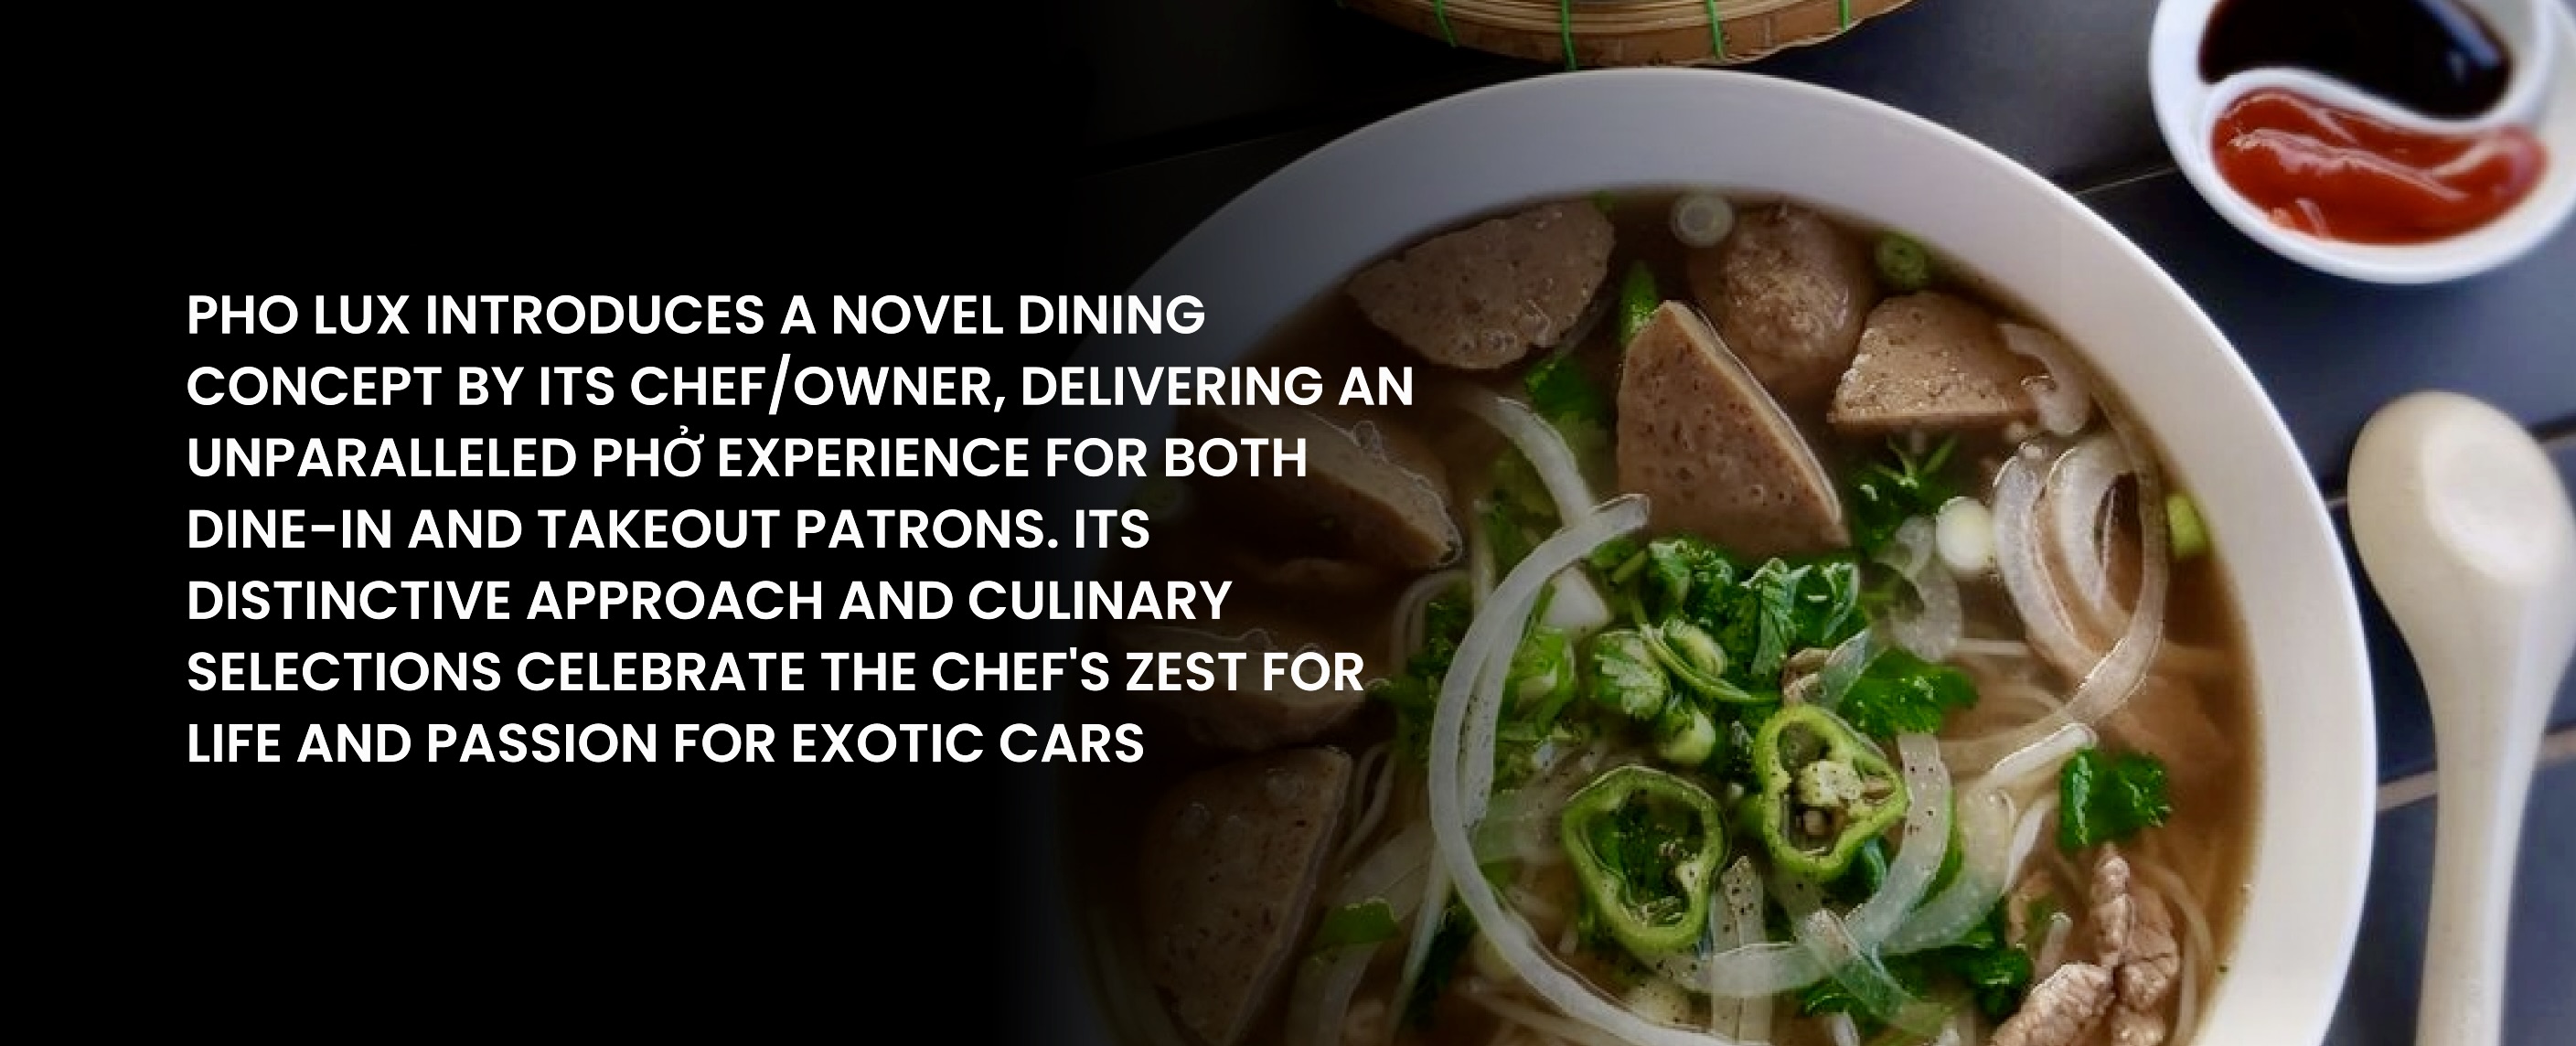 PHO LUX INTRODUCES A NOVEL DINING
CONCEPT BY ITS CHEF/OWNER, DELIVERING AN
UNPARALLELED PHỞ EXPERIENCE FOR BOTH
DINE-IN AND TAKEOUT PATRONS. ITS
DISTINCTIVE APPROACH AND CULINARY
SELECTIONS CELEBRATE THE CHEF'S ZEST FOR
LIFE AND PASSION FOR EXOTIC CARS